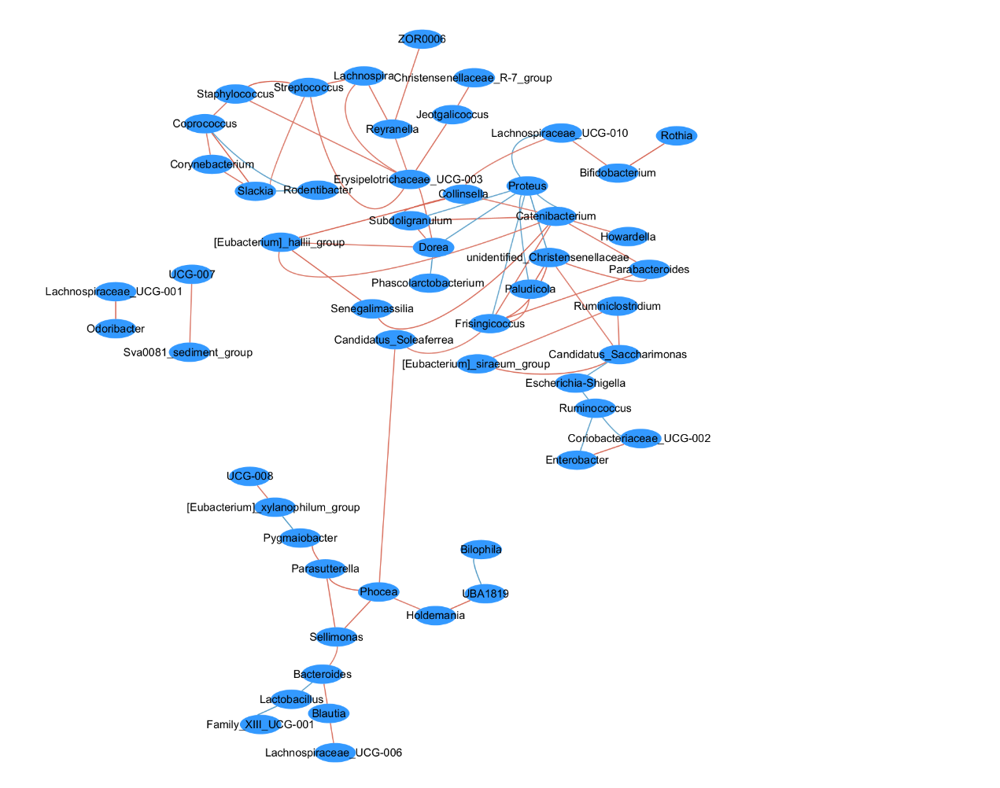 ZOR0006
Lachnospira
Christensenellaceae_R-7_group
Streptococcus
Staphylococcus
Jeotgalicoccus
Coprococcus
Reyranella
Lachnospiraceae_UCG-010
Rothia
Corynebacterium
Bifidobacterium
Erysipelotrichaceae_UCG-003
Slackia
Rodentibacter
Collinsella
Proteus
Subdoligranulum
Catenibacterium
Howardella
[Eubacterium]_hallii_group
Dorea
unidentified_Christensenellaceae
Parabacteroides
UCG-007
Phascolarctobacterium
Paludicola
Lachnospiraceae_UCG-001
Senegalimassilia
Ruminiclostridium
Odoribacter
Frisingicoccus
Candidatus_Soleaferrea
Sva0081_sediment_group
Candidatus_Saccharimonas
[Eubacterium]_siraeum_group
Escherichia-Shigella
Ruminococcus
Coriobacteriaceae_UCG-002
Enterobacter
UCG-008
[Eubacterium]_xylanophilum_group
Pygmaiobacter
Bilophila
Parasutterella
Phocea
UBA1819
Holdemania
Sellimonas
Bacteroides
Lactobacillus
Blautia
Family_XIII_UCG-001
Lachnospiraceae_UCG-006